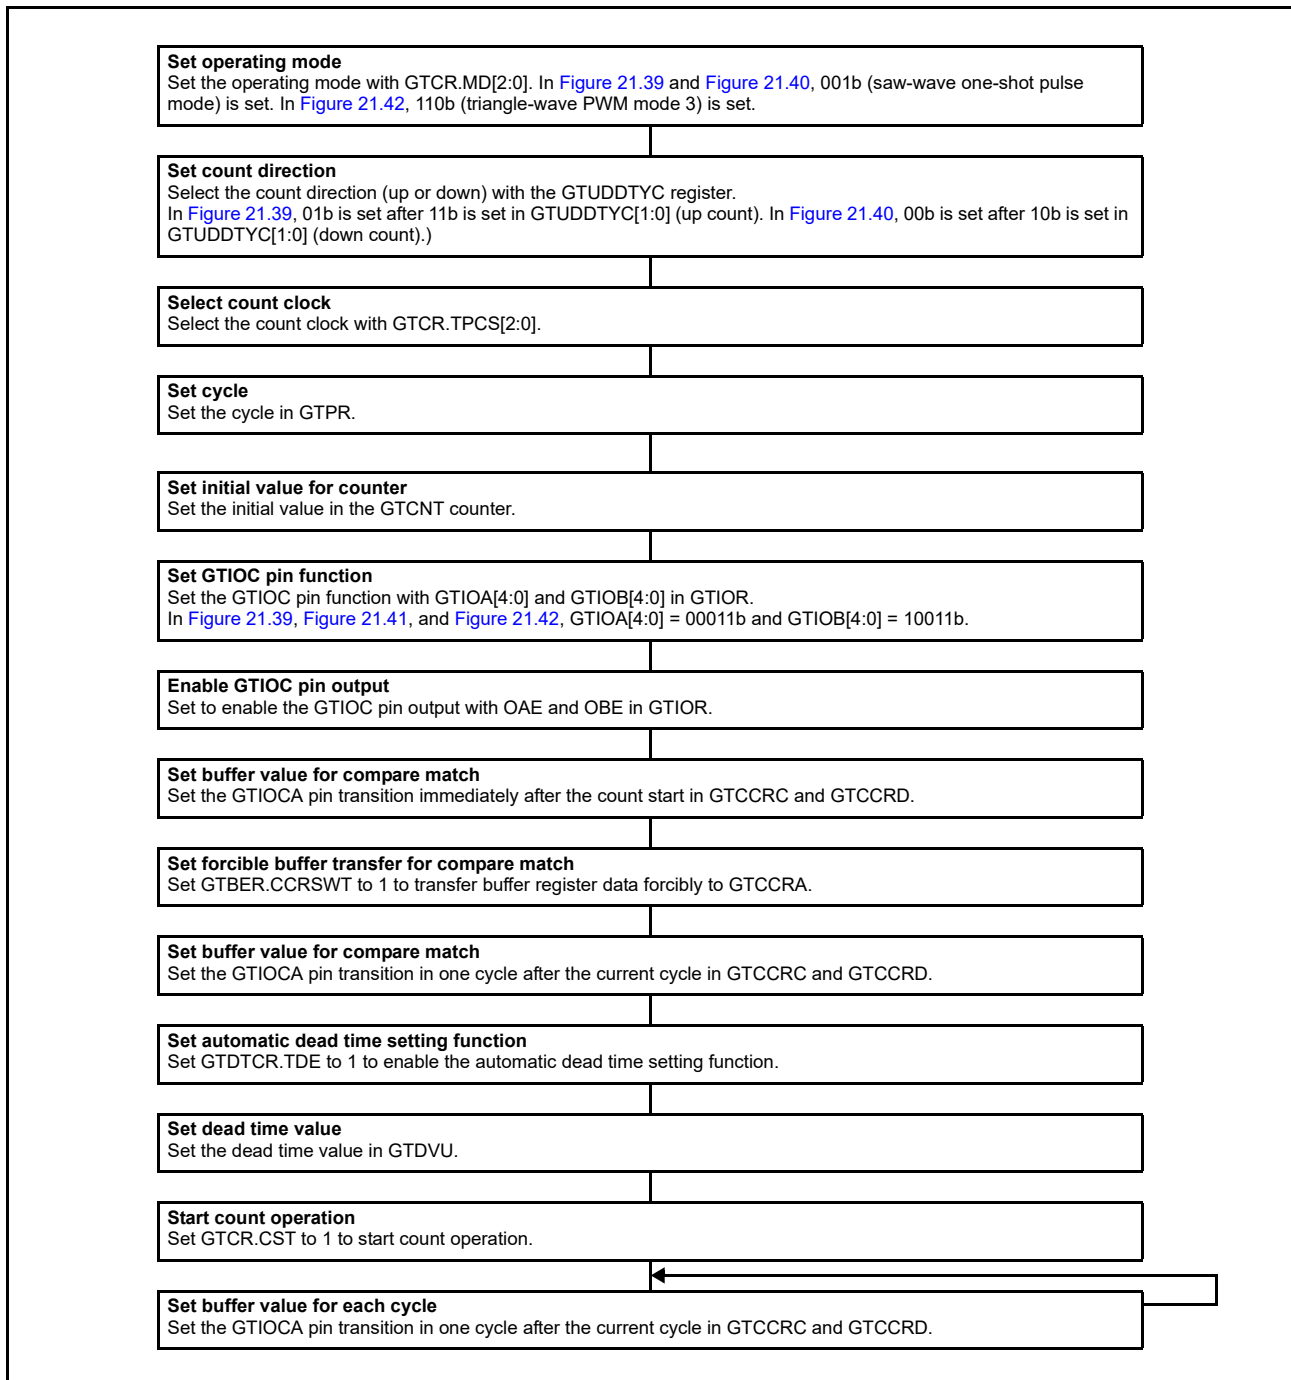 Set operating mode
Set the operating mode with GTCR.MD[2:0]. In Figure 21.39 and Figure 21.40, 001b (saw-wave one-shot pulse
mode) is set. In Figure 21.42, 110b (triangle-wave PWM mode 3) is set.
Set count direction
Select the count direction (up or down) with the GTUDDTYC register.
In Figure 21.39, 01b is set after 11b is set in GTUDDTYC[1:0] (up count). In Figure 21.40, 00b is set after 10b is set in
GTUDDTYC[1:0] (down count).)
Select count clock
Select the count clock with GTCR.TPCS[2:0].
Set cycle
Set the cycle in GTPR.
Set initial value for counter
Set the initial value in the GTCNT counter.
Set GTIOC pin function
Set the GTIOC pin function with GTIOA[4:0] and GTIOB[4:0] in GTIOR.
In Figure 21.39, Figure 21.41, and Figure 21.42, GTIOA[4:0] = 00011b and GTIOB[4:0] = 10011b.
Enable GTIOC pin output
Set to enable the GTIOC pin output with OAE and OBE in GTIOR.
Set buffer value for compare match
Set the GTIOCA pin transition immediately after the count start in GTCCRC and GTCCRD.
Set forcible buffer transfer for compare match
Set GTBER.CCRSWT to 1 to transfer buffer register data forcibly to GTCCRA.
Set buffer value for compare match
Set the GTIOCA pin transition in one cycle after the current cycle in GTCCRC and GTCCRD.
Set automatic dead time setting function
Set GTDTCR.TDE to 1 to enable the automatic dead time setting function.
Set dead time value
Set the dead time value in GTDVU.
Start count operation
Set GTCR.CST to 1 to start count operation.
Set buffer value for each cycle
Set the GTIOCA pin transition in one cycle after the current cycle in GTCCRC and GTCCRD.